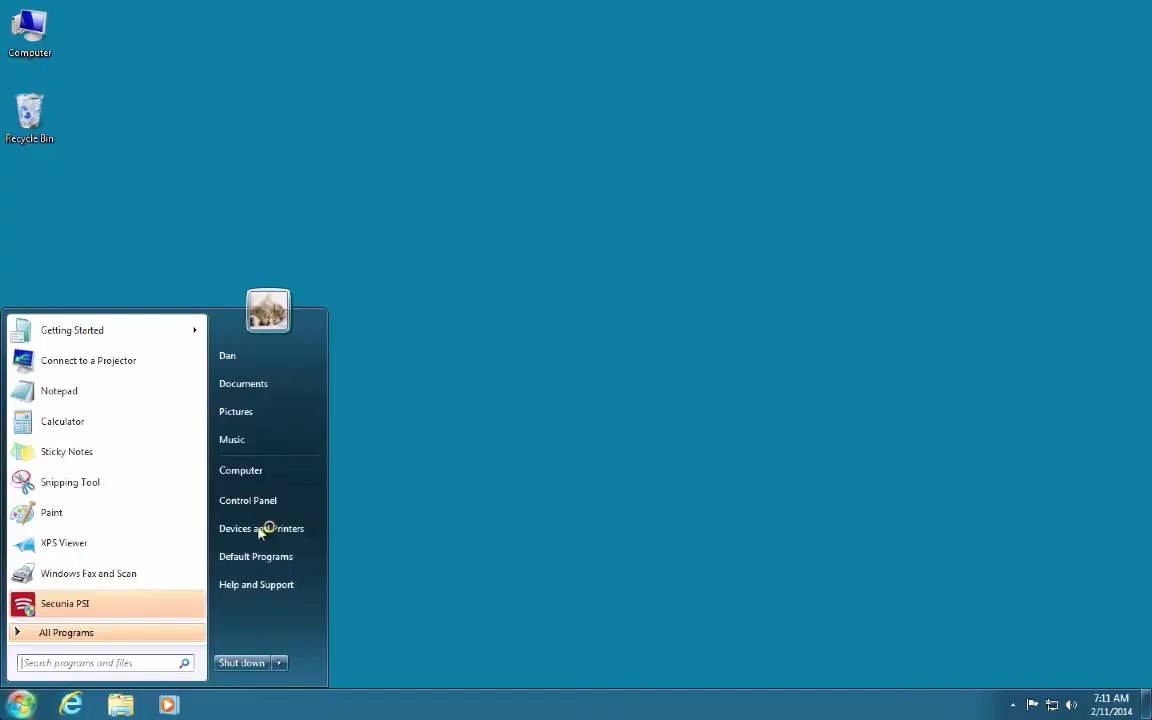 Computer
Recycle Bin
Getting Started
Connect to a Projector
Notepad
Calculator
Sticky Notes
Snipping Tool
Paint
XPS Viewer
Windows Fax and Scan
Secunia PSI
All Programs
Search programs and files
Dan
Documents
Pictures
Music
Computer
Control Panel
Devices and Printers
Default Programs
Help and Support
Shut down
7:11 AM
2/11/2014